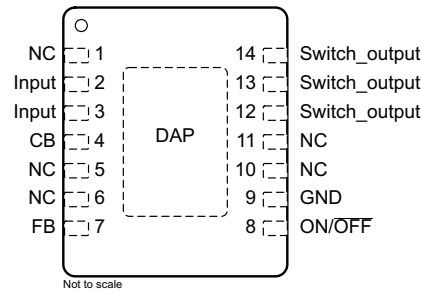 NC 1 14 Switch_output
Input 2 13 Switch_output
Input 3 12 Switch_output
CB 4 DAP 11 NC
NC 5 10 NC
NC 6 9 GND
FB 7 8 ON/O̅F̅F̅
Not to scale